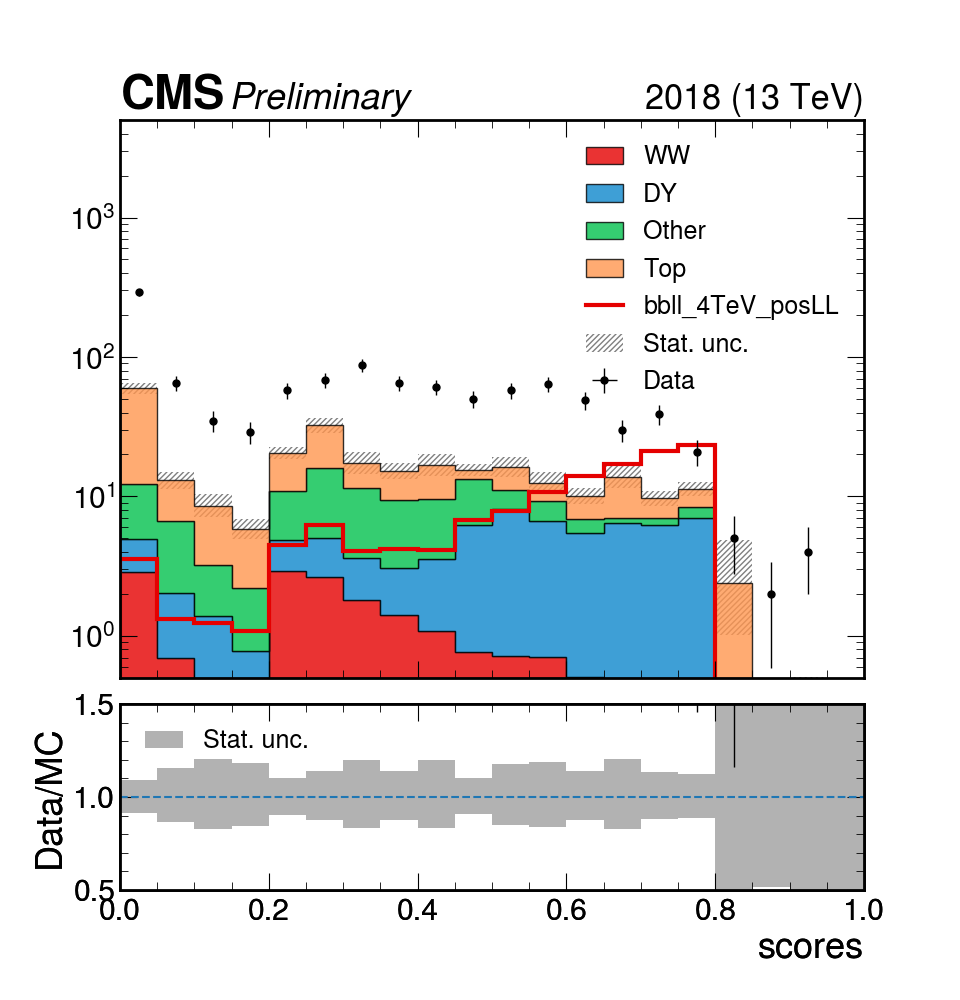 CMS Preliminary 2018 (13 TeV)
WW
DY
Other
Top
bbll_4TeV_posLL
Stat. unc.
Data
10³
10²
10¹
10⁰
1.5
1.0
0.5
Data/MC
Stat. unc.
0.0 0.2 0.4 0.6 0.8 1.0
scores